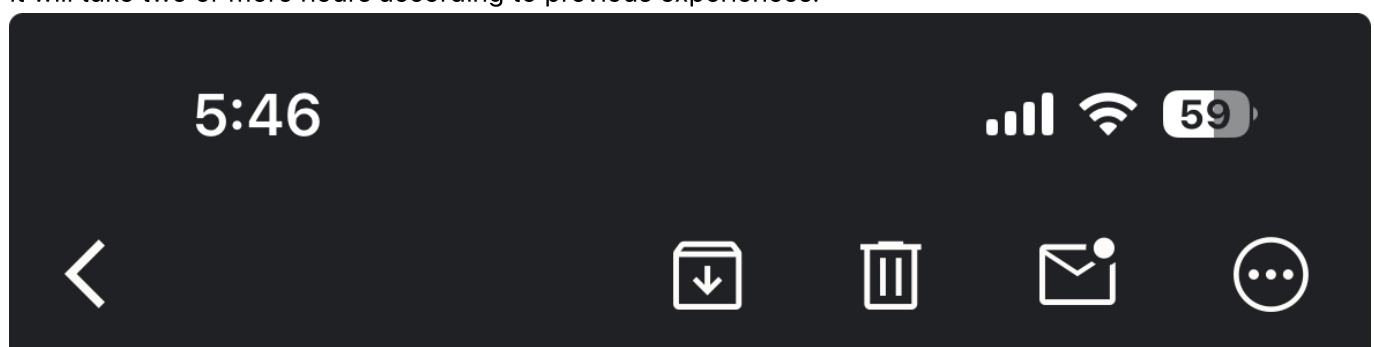 it will take two or more hours according to previous experiences.
5:46
59